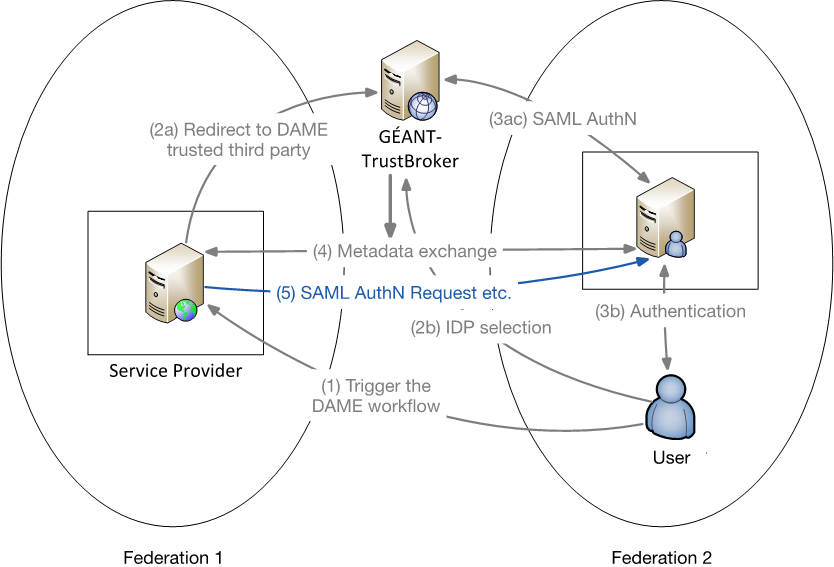 (2a) Redirect to DAME
trusted third party
GÉANT-
TrustBroker
(3ac) SAML AuthN
(4) Metadata exchange
(5) SAML AuthN Request etc.
(2b) IDP selection
(3b) Authentication
Service Provider
(1) Trigger the
DAME workflow
User
Federation 1
Federation 2